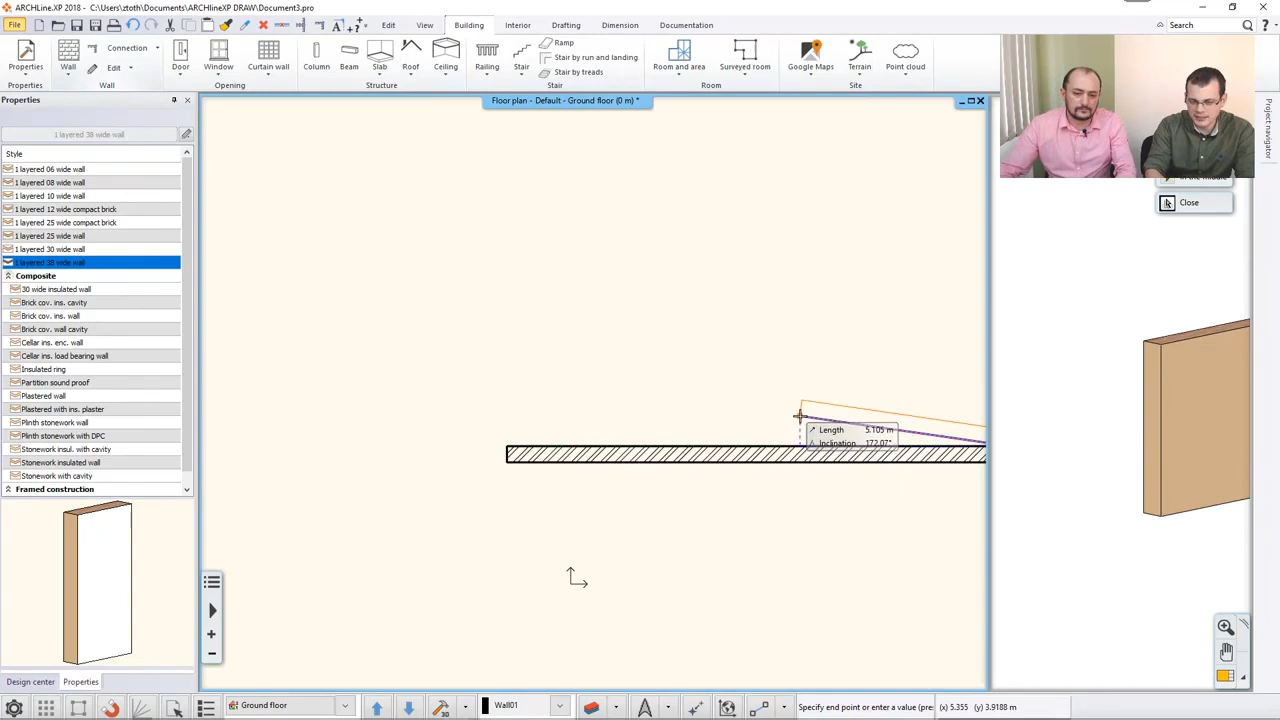 ARCHLine.XP 2018 - C:\Users\ztoth\Documents\ARCHlineXP DRAW\Document3.pro
File
Edit
View
Building
Interior
Drafting
Dimension
Documentation
Search
Properties
Wall
Connection
Edit
Door
Window
Curtain wall
Column
Beam
Slab
Roof
Ceiling
Railing
Stair
Ramp
Stair by run and landing
Stair by treads
Room and area
Surveyed room
Google Maps
Terrain
Point cloud
Properties
Wall
Opening
Structure
Stair
Room
Site
Properties
Floor plan - Default - Ground floor (0 m) *
Project navigator
1 layered 38 wide wall
Style
1 layered 06 wide wall
1 layered 08 wide wall
1 layered 10 wide wall
1 layered 12 wide compact brick
1 layered 25 wide compact brick
1 layered 25 wide wall
1 layered 30 wide wall
1 layered 38 wide wall
Composite
30 wide insulated wall
Brick cov. ins. cavity
Brick cov. ins. wall
Brick cov. wall cavity
Cellar ins. enc. wall
Cellar ins. load bearing wall
Insulated ring
Partition sound proof
Plastered wall
Plastered with ins. plaster
Plinth stonework wall
Plinth stonework with DPC
Stonework insul. with cavity
Stonework insulated wall
Stonework with cavity
Framed construction
Close
Length 5.105 m
Inclination 172.07°
Design center
Properties
Ground floor
Wall01
Specify end point or enter a value (pre
(x) 5.355 (y) 3.9188 m